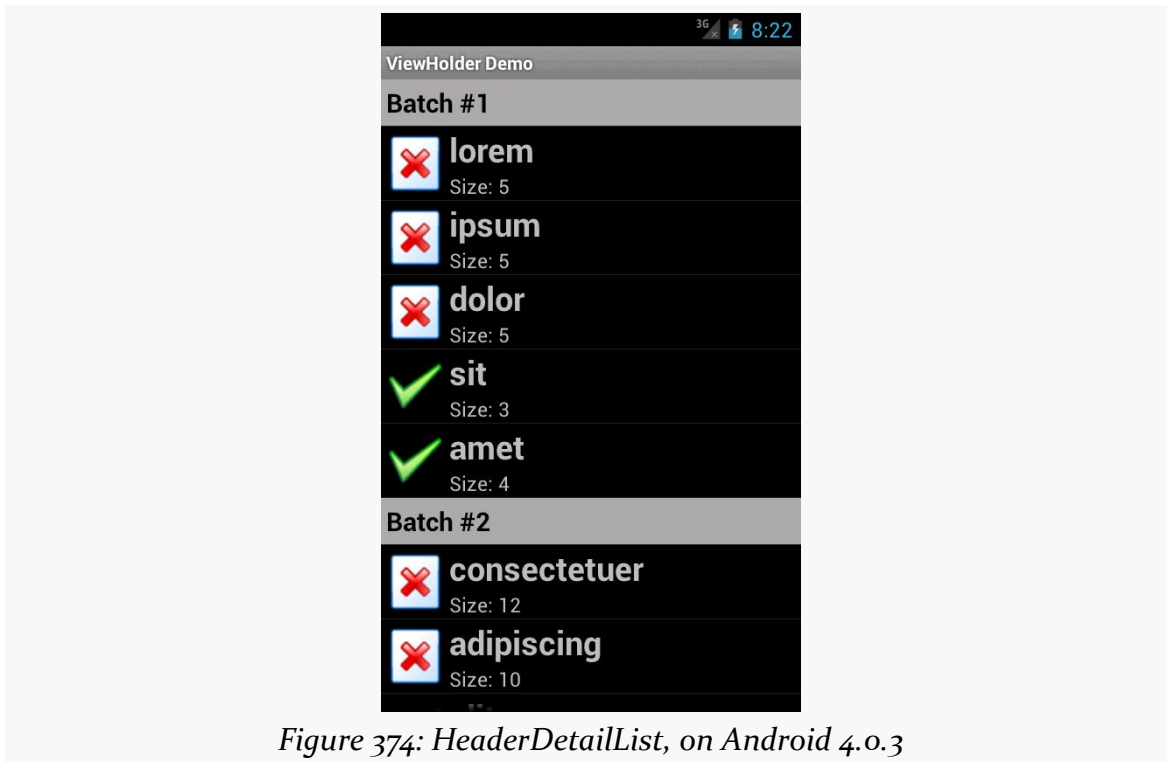 3G 8:22
ViewHolder Demo
Batch #1
lorem
Size: 5
ipsum
Size: 5
dolor
Size: 5
sit
Size: 3
amet
Size: 4
Batch #2
consectetuer
Size: 12
adipiscing
Size: 10
Figure 374: HeaderDetailList, on Android 4.0.3